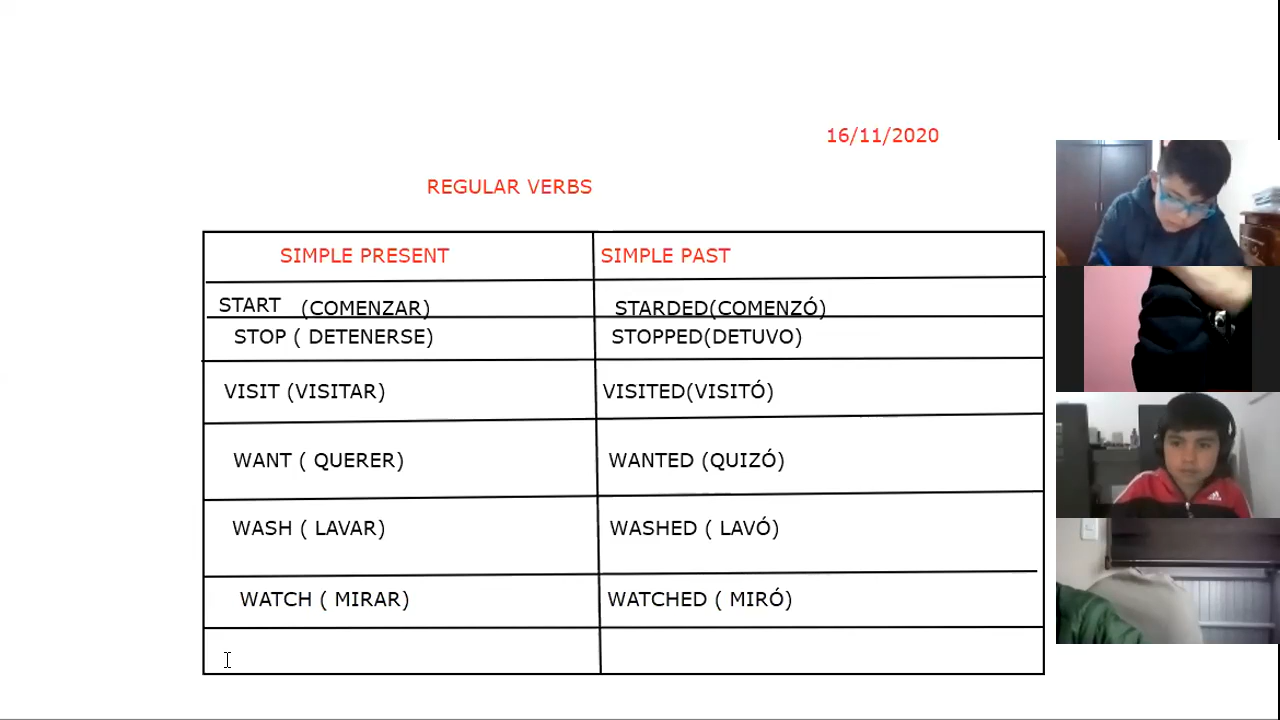 16/11/2020
REGULAR VERBS
SIMPLE PRESENT SIMPLE PAST
START (COMENZAR) STARDED(COMENZÓ)
STOP ( DETENERSE) STOPPED(DETUVO)
VISIT (VISITAR) VISITED(VISITÓ)
WANT ( QUERER) WANTED (QUIZÓ)
WASH ( LAVAR) WASHED ( LAVÓ)
WATCH ( MIRAR) WATCHED ( MIRÓ)